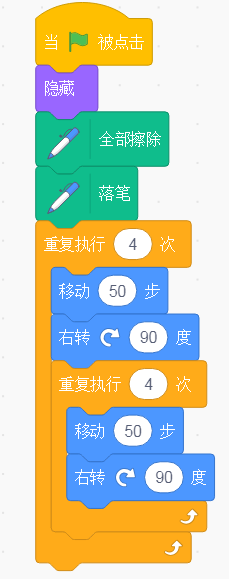 当 被点击
隐藏
全部擦除
落笔
重复执行 4 次
移动 50 步
右转 90 度
重复执行 4 次
移动 50 步
右转 90 度